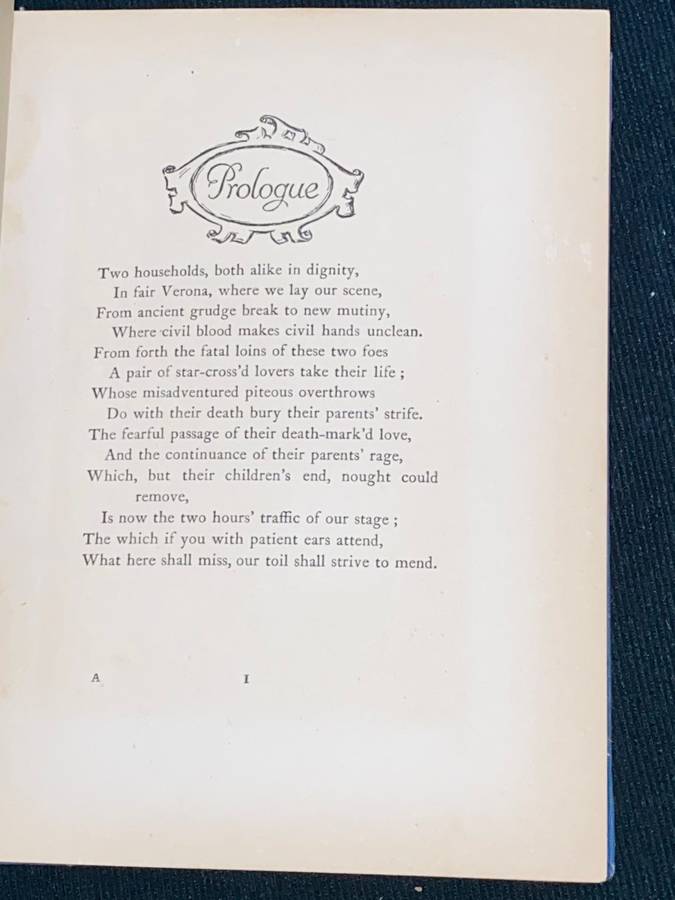 Prologue
Two households, both alike in dignity,
In fair Verona, where we lay our scene,
From ancient grudge break to new mutiny,
Where civil blood makes civil hands unclean.
From forth the fatal loins of these two foes
A pair of star-cross'd lovers take their life ;
Whose misadventured piteous overthrows
Do with their death bury their parents' strife.
The fearful passage of their death-mark'd love,
And the continuance of their parents' rage,
Which, but their children's end, nought could
remove,
Is now the two hours' traffic of our stage ;
The which if you with patient ears attend,
What here shall miss, our toil shall strive to mend.
A 1